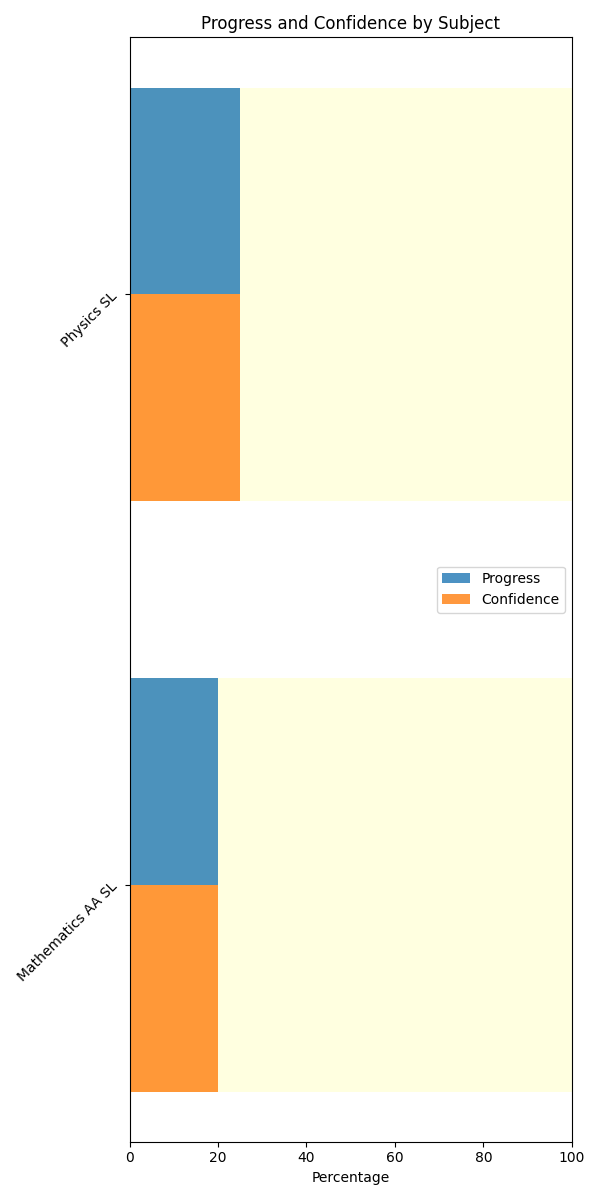 Progress and Confidence by Subject
Physics SL
Progress
Confidence
Mathematics AA SL
0 20 40 60 80 100
Percentage